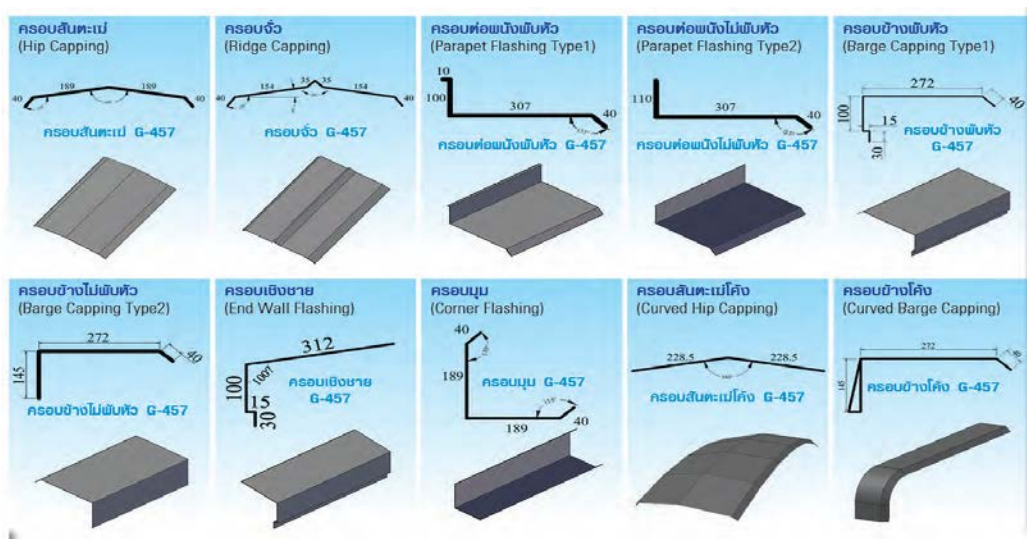 ครอบสันตะเฆ่
(Hip Capping)
189 189
40 40
ครอบสันตะเฆ่ G-457
ครอบจั่ว
(Ridge Capping)
154 35 35 154
40 40
ครอบจั่ว G-457
ครอบต่อผนังพับหัว
(Parapet Flashing Type1)
10
100
307
40
ครอบต่อผนังพับหัว G-457
ครอบต่อผนังไม่พับหัว
(Parapet Flashing Type2)
110
307
40
ครอบต่อผนังไม่พับหัว G-457
ครอบข้างพับหัว
(Barge Capping Type1)
272
40
100
15
30
ครอบข้างพับหัว
G-457
ครอบข้างไม่พับหัว
(Barge Capping Type2)
272
40
145
ครอบข้างไม่พับหัว G-457
ครอบเชิงชาย
(End Wall Flashing)
312
100
100?
15
30
ครอบเชิงชาย
G-457
ครอบมุม
(Corner Flashing)
40
189
ครอบมุม G-457
189
40
ครอบสันตะเฆ่โค้ง
(Curved Hip Capping)
228.5 228.5
ครอบสันตะเฆ่โค้ง G-457
ครอบข้างโค้ง
(Curved Barge Capping)
272
145
ครอบข้างโค้ง G-457